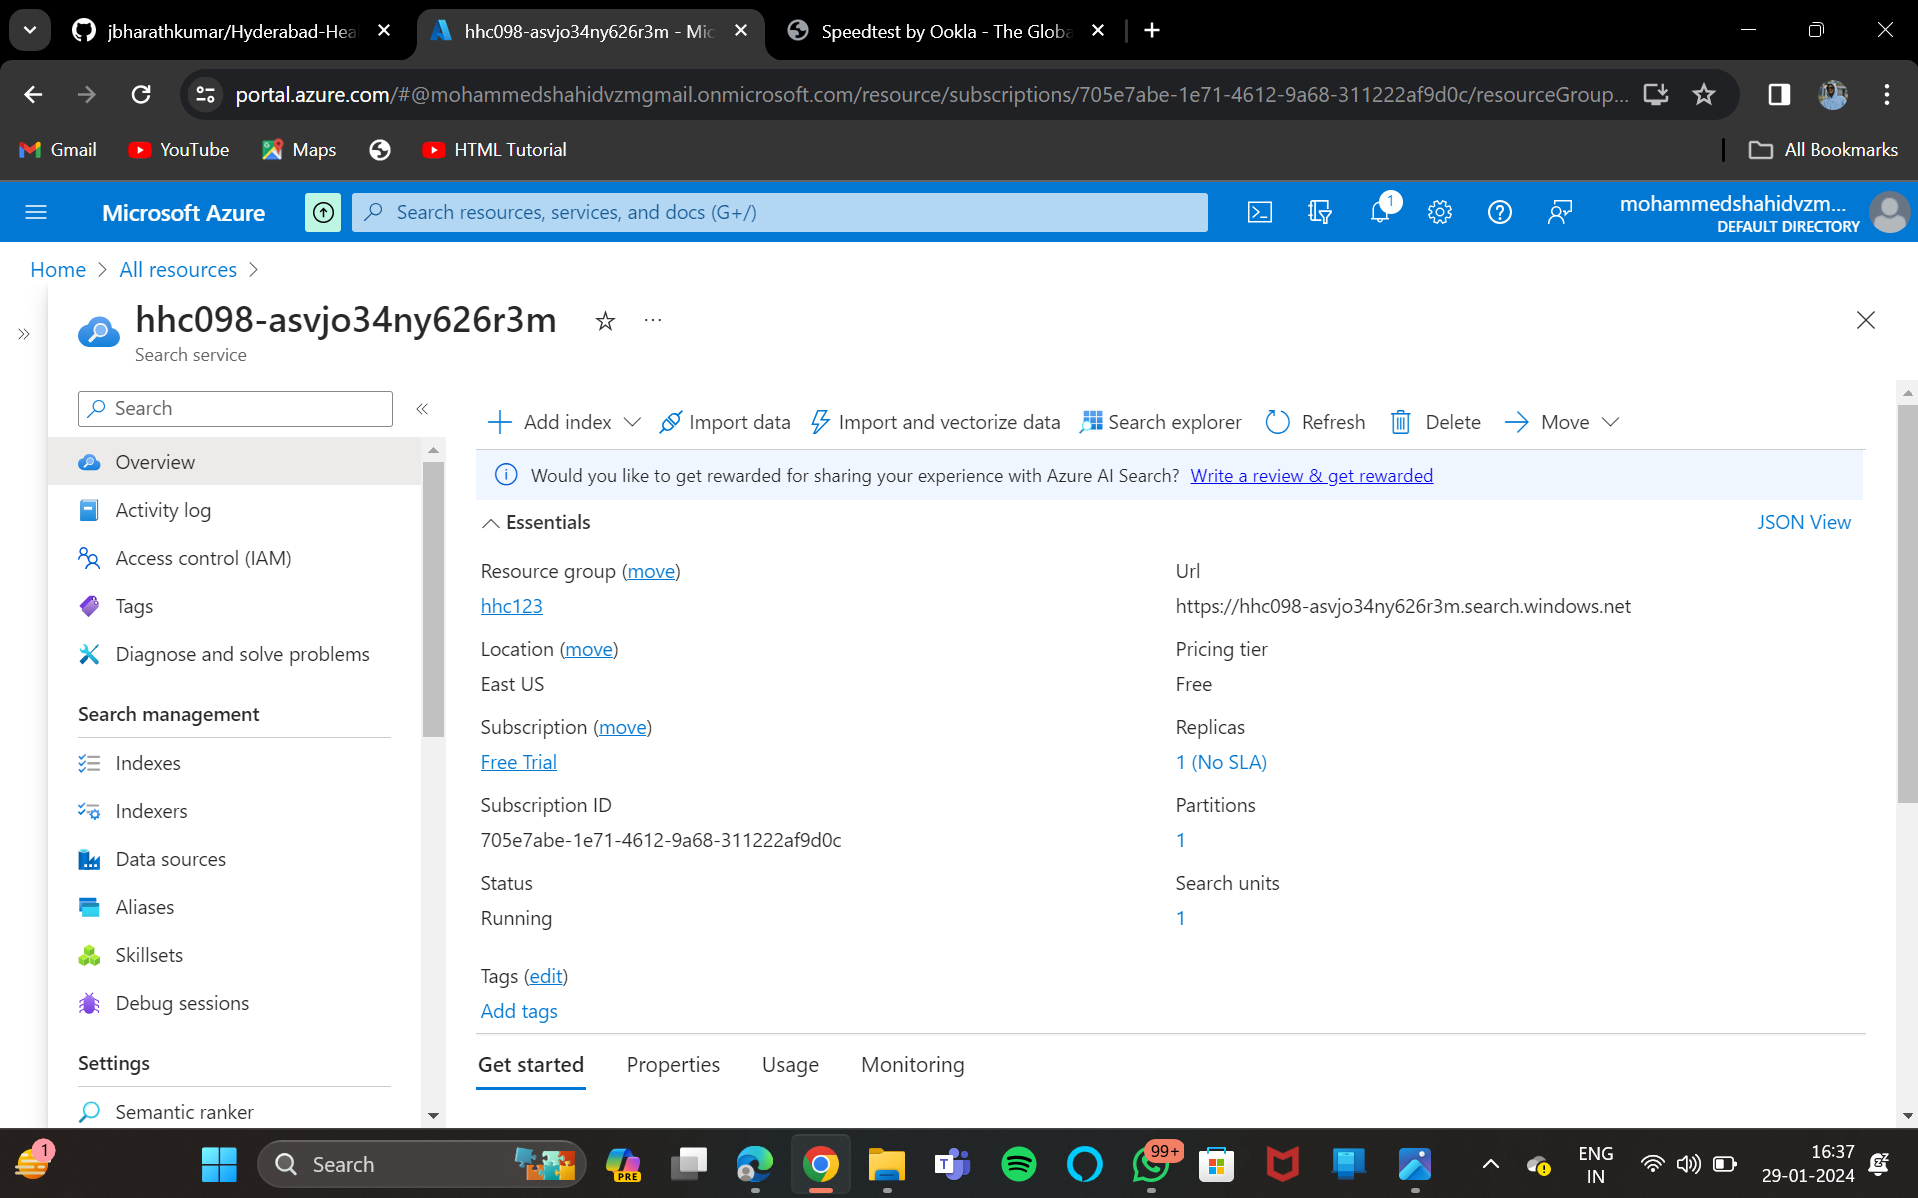 jbharathkumar/Hyderabad-Hea
hhc098-asvjo34ny626r3m - Mic
Speedtest by Ookla - The Globa
portal.azure.com/#@mohammedshahidvzmgmail.onmicrosoft.com/resource/subscriptions/705e7abe-1e71-4612-9a68-311222af9d0c/resourceGroup...
Gmail
YouTube
Maps
HTML Tutorial
All Bookmarks
Microsoft Azure
Search resources, services, and docs (G+/)
1
mohammedshahidvzm...
DEFAULT DIRECTORY
Home > All resources >
hhc098-asvjo34ny626r3m
Search service
Search
Overview
Activity log
Access control (IAM)
Tags
Diagnose and solve problems
Search management
Indexes
Indexers
Data sources
Aliases
Skillsets
Debug sessions
Settings
Semantic ranker
Add index
Import data
Import and vectorize data
Search explorer
Refresh
Delete
Move
Would you like to get rewarded for sharing your experience with Azure AI Search? Write a review & get rewarded
Essentials
JSON View
Resource group (move)
hhc123
Location (move)
East US
Subscription (move)
Free Trial
Subscription ID
705e7abe-1e71-4612-9a68-311222af9d0c
Status
Running
Url
https://hhc098-asvjo34ny626r3m.search.windows.net
Pricing tier
Free
Replicas
1 (No SLA)
Partitions
1
Search units
1
Tags (edit)
Add tags
Get started
Properties
Usage
Monitoring
1
Search
PRE
T
99+
ENG
IN
16:37
29-01-2024